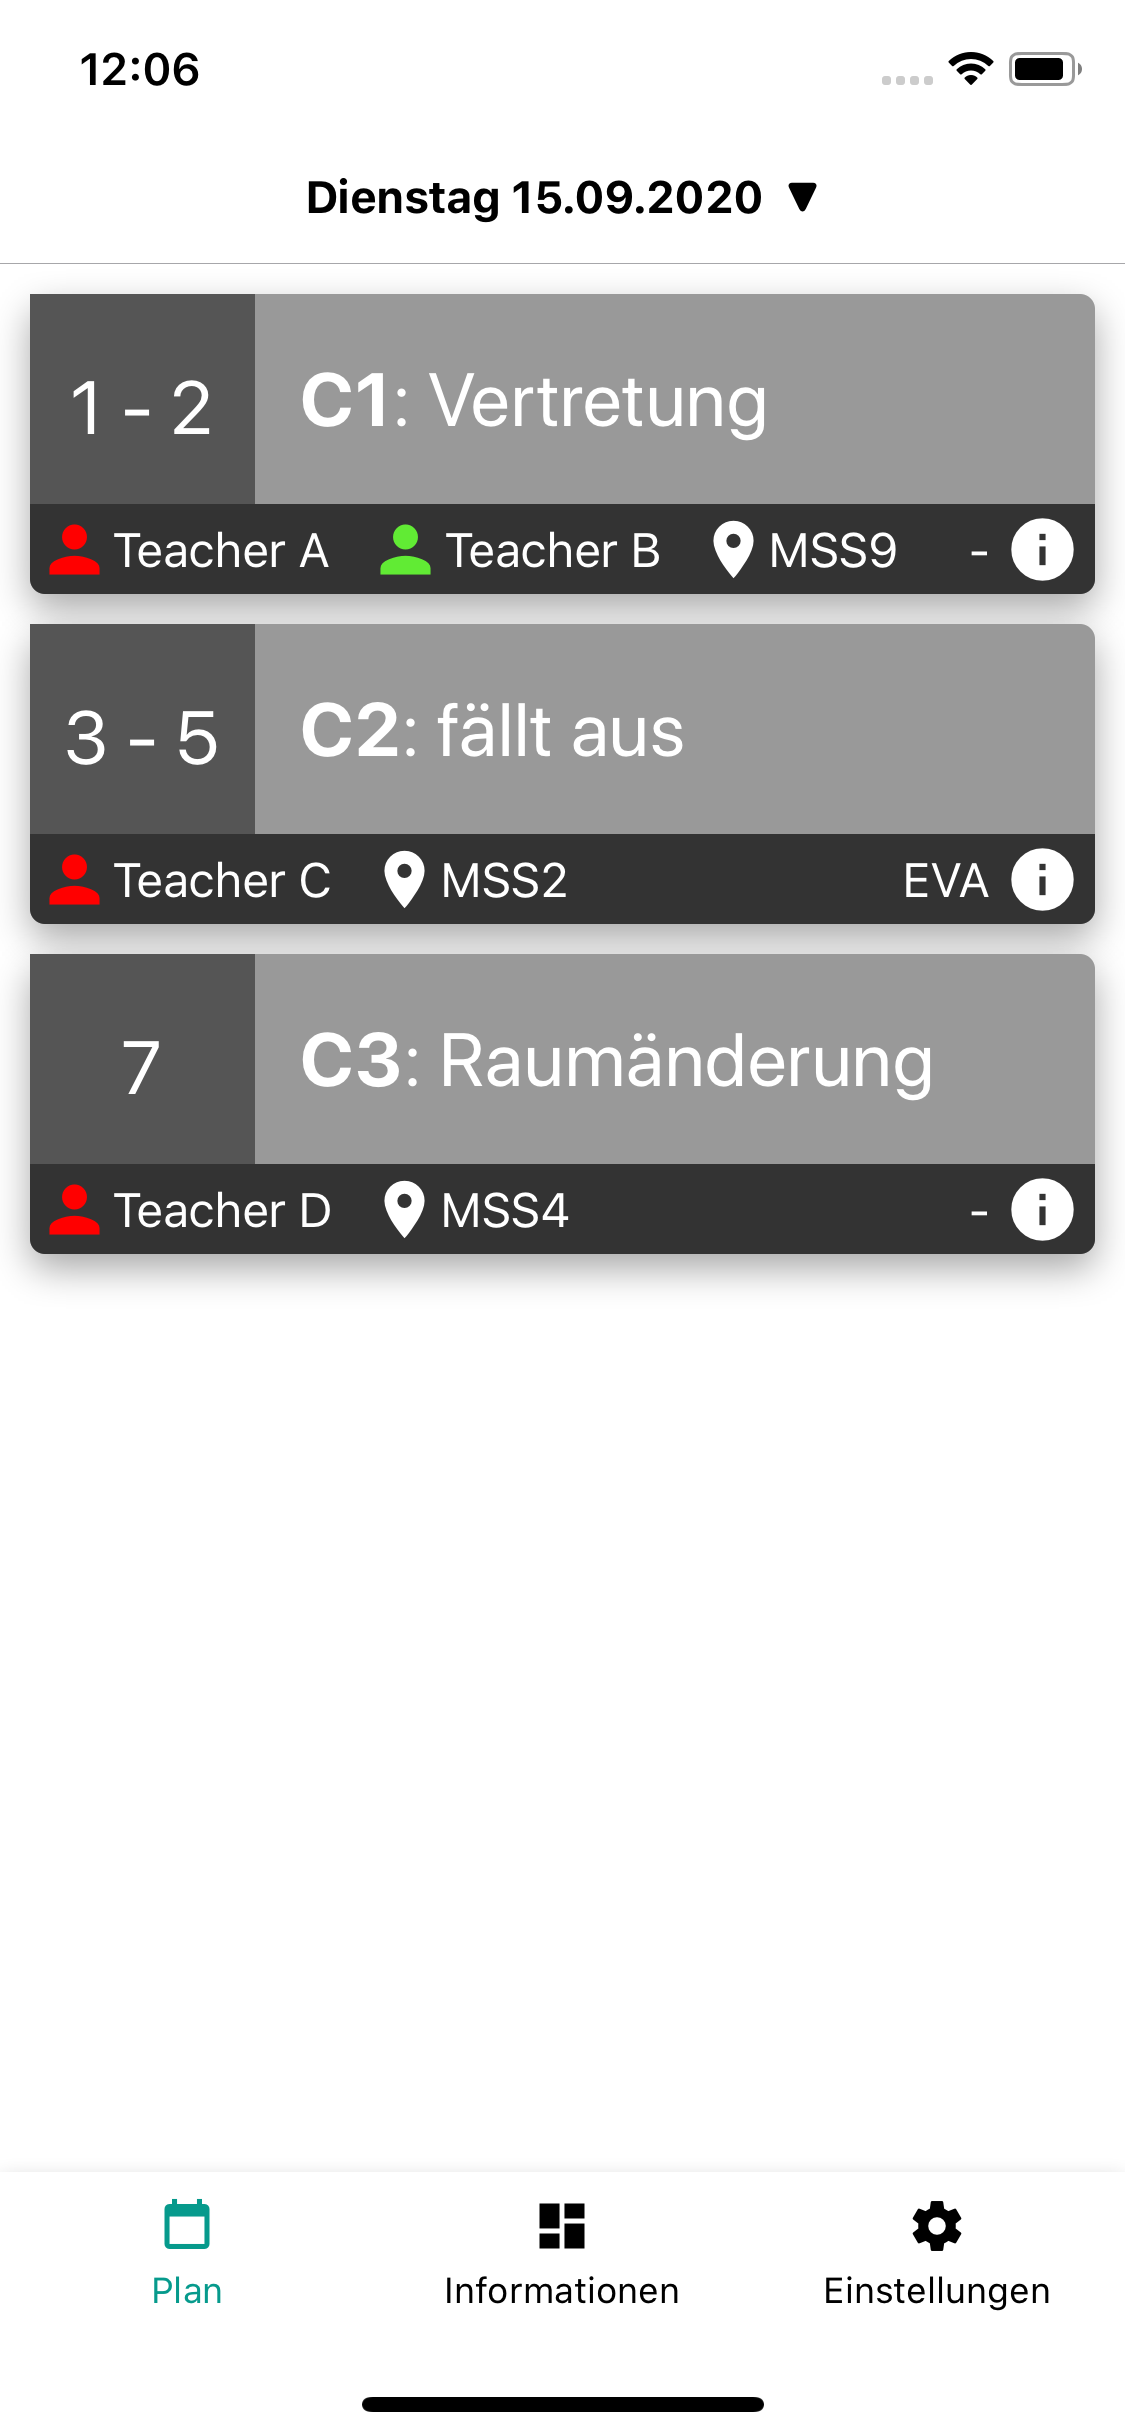 12:06
Dienstag 15.09.2020 ▼
1 - 2
C1: Vertretung
Teacher A Teacher B MSS9 - i
3 - 5
C2: fällt aus
Teacher C MSS2 EVA i
7
C3: Raumänderung
Teacher D MSS4 - i
Plan Informationen Einstellungen